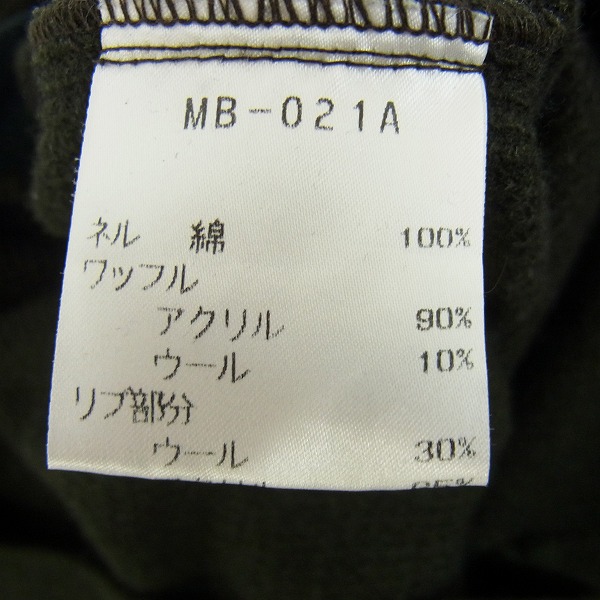 MB-021A
ネル 綿 100%
ワッフル
アクリル 90%
ウール 10%
リブ部分
ウール 30%